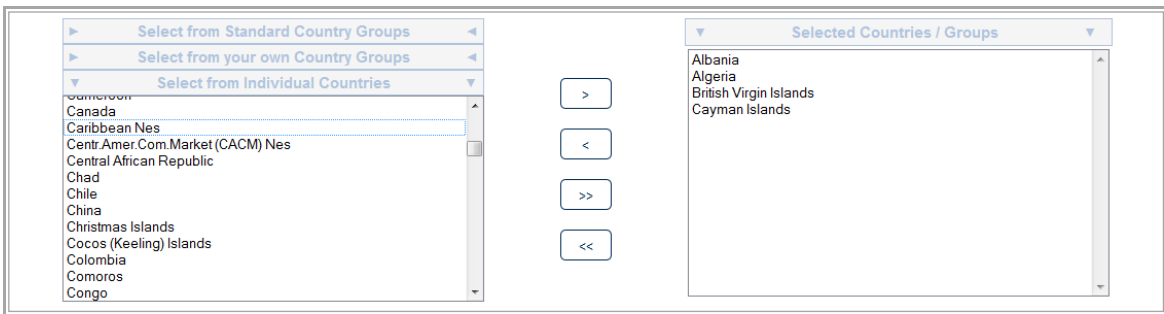 Select from Standard Country Groups
Select from your own Country Groups
Select from Individual Countries
Cameroon
Canada
Caribbean Nes
Centr.Amer.Com.Market (CACM) Nes
Central African Republic
Chad
Chile
China
Christmas Islands
Cocos (Keeling) Islands
Colombia
Comoros
Congo
>
<
>>
<<
Selected Countries / Groups
Albania
Algeria
British Virgin Islands
Cayman Islands